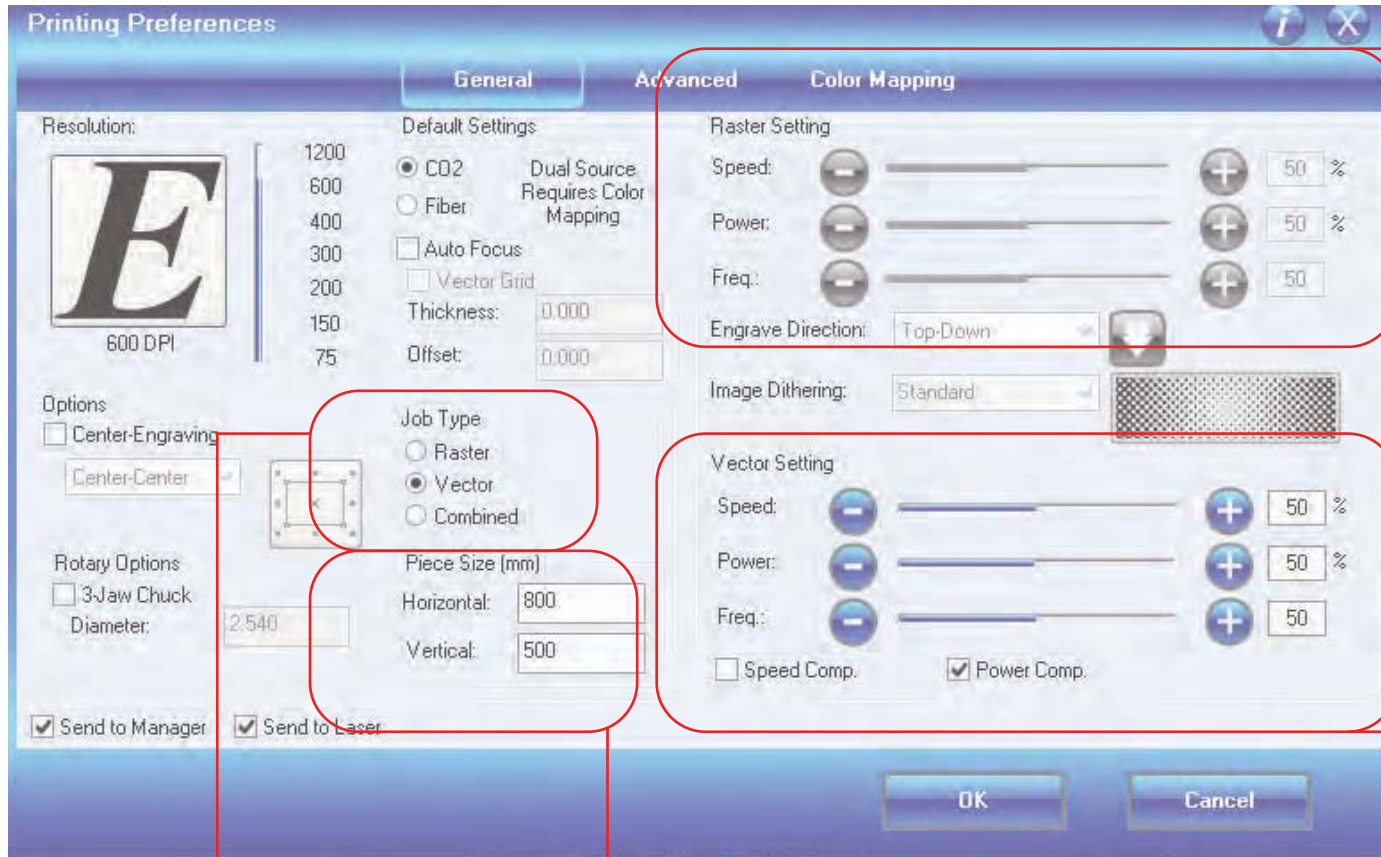 Printing Preferences
i X
General Advanced Color Mapping
Resolution:
E
600 DPI
1200
600
400
300
200
150
75
Default Settings
CO2
Fiber
Dual Source
Requires Color
Mapping
Auto Focus
Vector Grid
Thickness: 0.000
Offset: 0.000
Options
Center-Engraving
Center-Center
Job Type
Raster
Vector
Combined
Rotary Options
3-Jaw Chuck
Diameter: 2.540
Piece Size (mm)
Horizontal: 800
Vertical: 500
Send to Manager Send to Laser
Raster Setting
Speed: - + 50 %
Power: - + 50 %
Freq.: - + 50
Engrave Direction: Top-Down
Image Dithering: Standard
Vector Setting
Speed: - + 50 %
Power: - + 50 %
Freq.: - + 50
Speed Comp. Power Comp.
OK Cancel